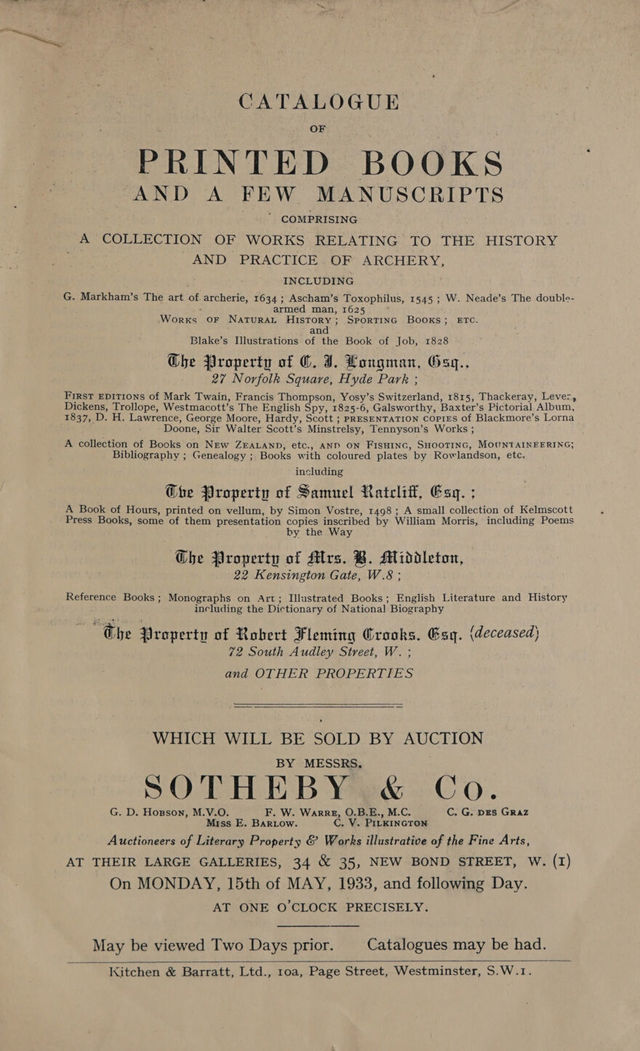 CATALOGUE
OF
PRINTED BOOKS
AND A FEW MANUSCRIPTS
COMPRISING
A COLLECTION OF WORKS RELATING TO THE HISTORY
AND PRACTICE OF ARCHERY,
INCLUDING
G. Markham's The art of archerie, 1634; Ascham's Toxophilus, 1545; W. Neade's The double-
armed man, 1625
Works of Natural History; Sporting Books; etc.
and
Blake's Illustrations of the Book of Job, 1828
The Property of C. J. Longman, Esq.,
27 Norfolk Square, Hyde Park;
First editions of Mark Twain, Francis Thompson, Yosy's Switzerland, 1815, Thackeray, Lever,
Dickens, Trollope, Westmacott's The English Spy, 1825-6, Galsworthy, Baxter's Pictorial Album,
1837, D. H. Lawrence, George Moore, Hardy, Scott; presentation copies of Blackmore's Lorna
Doone, Sir Walter Scott's Minstrelsy, Tennyson's Works;
A collection of Books on New Zealand, etc., and on Fishing, Shooting, Mountaineering;
Bibliography; Genealogy; Books with coloured plates by Rowlandson, etc.
including
The Property of Samuel Ratcliff, Esq.;
A Book of Hours, printed on vellum, by Simon Vostre, 1498; A small collection of Kelmscott
Press Books, some of them presentation copies inscribed by William Morris, including Poems
by the Way
The Property of Mrs. B. Middleton,
22 Kensington Gate, W.8;
Reference Books; Monographs on Art; Illustrated Books; English Literature and History
including the Dictionary of National Biography
The Property of Robert Fleming Crooks, Esq. (deceased)
72 South Audley Street, W.;
and OTHER PROPERTIES
WHICH WILL BE SOLD BY AUCTION
BY MESSRS.
SOTHEBY & Co.
G. D. Hobson, M.V.O. F. W. Warre, O.B.E., M.C. C. G. des Graz
Miss E. Barlow. C. V. Pilkington
Auctioneers of Literary Property & Works illustrative of the Fine Arts,
AT THEIR LARGE GALLERIES, 34 & 35, NEW BOND STREET, W. (1)
On MONDAY, 15th of MAY, 1933, and following Day.
AT ONE O'CLOCK PRECISELY.
May be viewed Two Days prior. Catalogues may be had.
Kitchen & Barratt, Ltd., 10a, Page Street, Westminster, S.W.1.